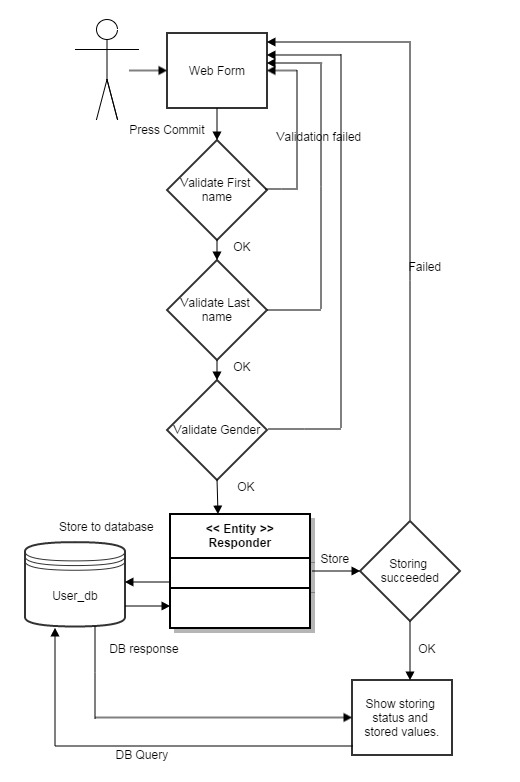 Web Form
Press Commit
Validation failed
Validate First
name
OK
Failed
Validate Last
name
OK
Validate Gender
OK
<< Entity >>
Responder
Store to database
Store
Storing
succeeded
User_db
DB response
OK
Show storing
status and
stored values.
DB Query